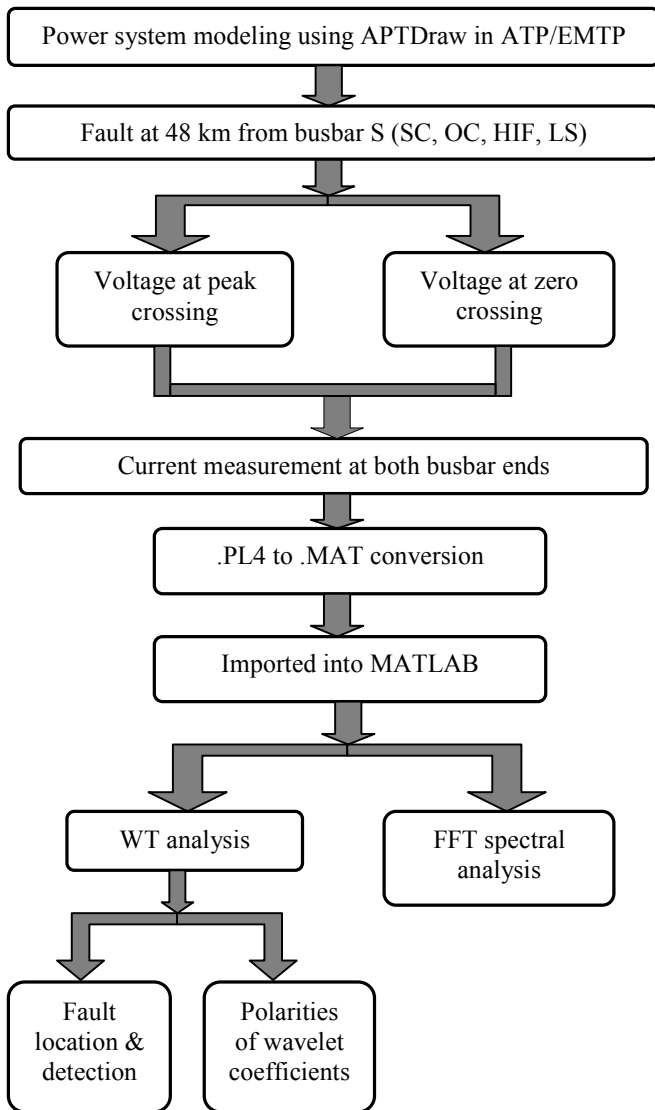 Power system modeling using APTDraw in ATP/EMTP
Fault at 48 km from busbar S (SC, OC, HIF, LS)
Voltage at peak
crossing
Voltage at zero
crossing
Current measurement at both busbar ends
.PL4 to .MAT conversion
Imported into MATLAB
WT analysis
FFT spectral
analysis
Fault
location &
detection
Polarities
of wavelet
coefficients